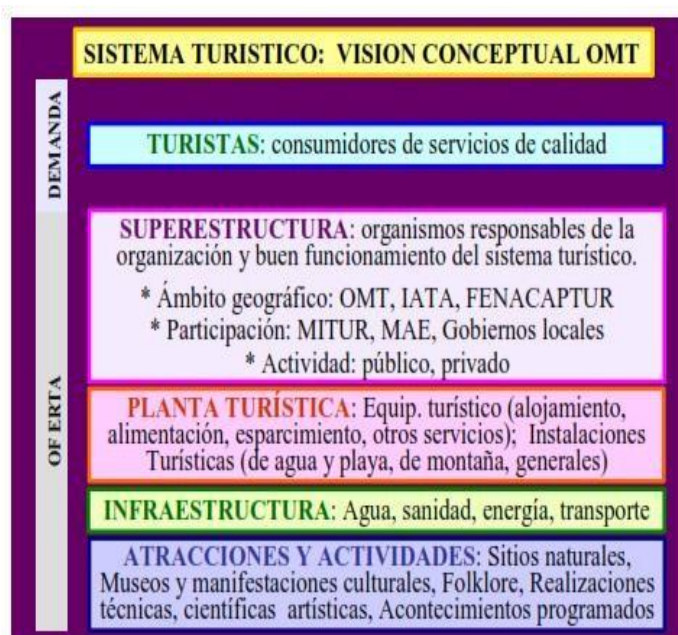 SISTEMA TURISTICO: VISION CONCEPTUAL OMT
DEMANDA
TURISTAS: consumidores de servicios de calidad
OFERTA
SUPERESTRUCTURA: organismos responsables de la
organización y buen funcionamiento del sistema turístico.
* Ámbito geográfico: OMT, IATA, FENACAPTUR
* Participación: MITUR, MAE, Gobiernos locales
* Actividad: público, privado
PLANTA TURÍSTICA: Equip. turístico (alojamiento,
alimentación, esparcimiento, otros servicios); Instalaciones
Turísticas (de agua y playa, de montaña, generales)
INFRAESTRUCTURA: Agua, sanidad, energía, transporte
ATRACCIONES Y ACTIVIDADES: Sitios naturales,
Museos y manifestaciones culturales, Folklore, Realizaciones
técnicas, científicas artísticas, Acontecimientos programados